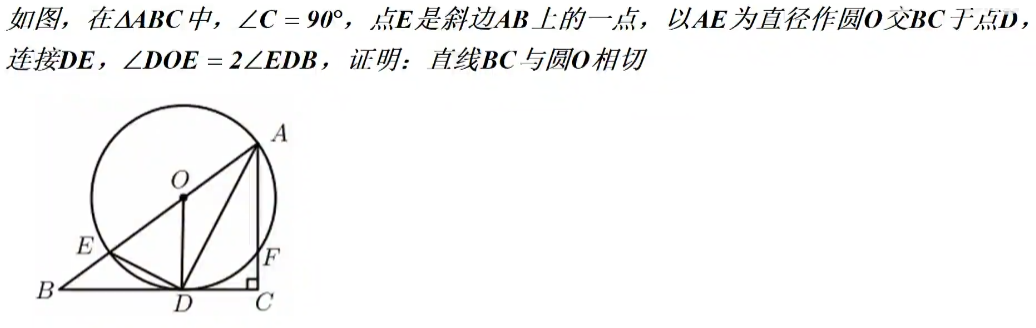 如图，在ΔABC中，∠C = 90°，点E是斜边AB上的一点，以AE为直径作圆O交BC于点D，
连接DE，∠DOE = 2∠EDB，证明：直线BC与圆O相切
A
O
E
F
B
D
C